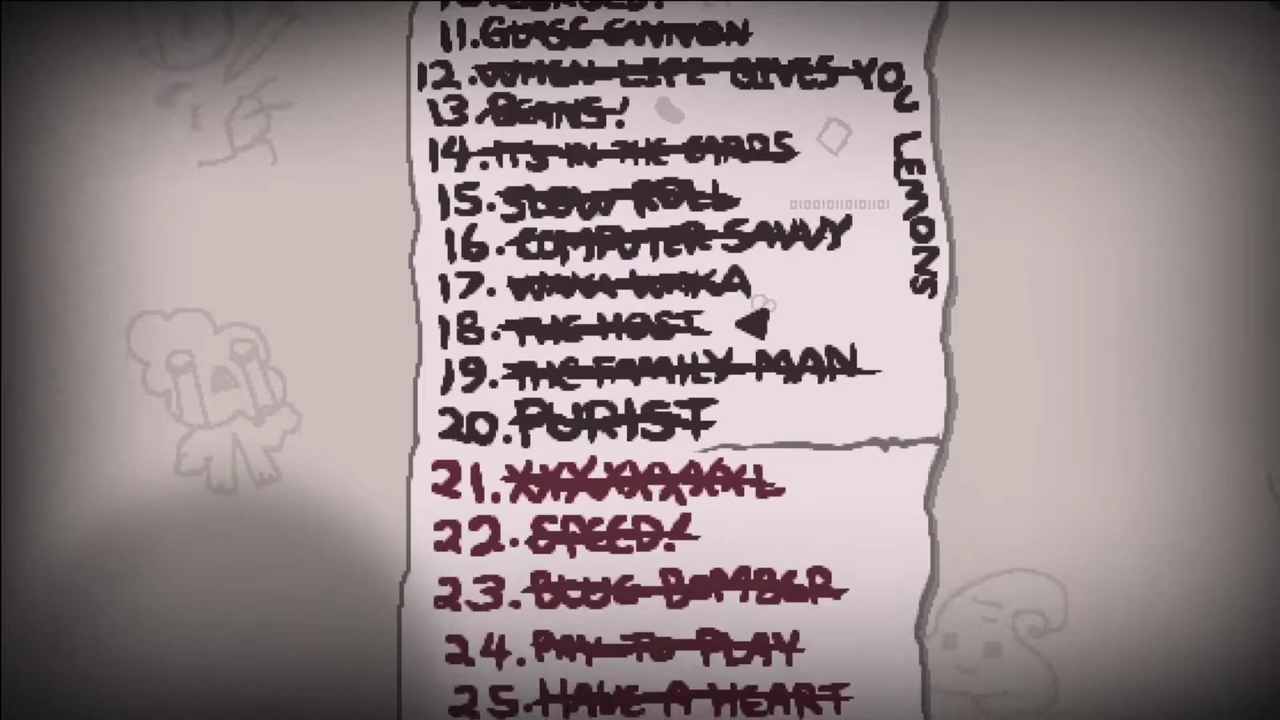 11.GLASS CANNON
12.WHEN LIFE GIVES YOU LEMONS
13.BEANS!
14.IT'S IN THE CARDS
15.SLOW ROLL
16.COMPUTER SAVVY
17.WAKA WAKA
18.THE HOST
19.THE FAMILY MAN
20.PURIST
21.XXXXXXXXL
22.SPEED!
23.BLUE BOMBER
24.PAY TO PLAY
25.HAVE A HEART